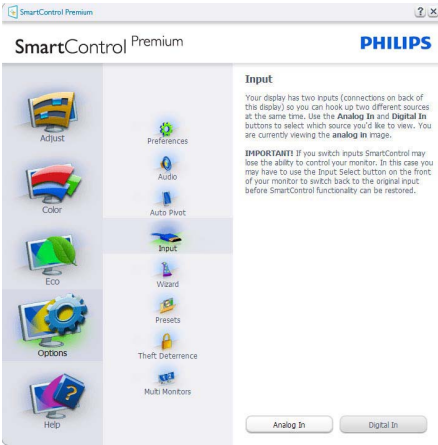 SmartControl Premium
? x
SmartControl Premium
PHILIPS
Adjust
Color
Eco
Options
Help
Preferences
Audio
Auto Pivot
Input
Wizard
Presets
Theft Deterrence
Multi Monitors
Input
Your display has two inputs (connections on back of
this display) so you can hook up two different sources
at the same time. Use the Analog In and Digital In
buttons to select which source you'd like to view. You
are currently viewing the analog in image.
IMPORTANT! If you switch inputs SmartControl may
lose the ability to control your monitor. In this case you
may have to use the Input Select button on the front
of your monitor to switch back to the original input
before SmartControl functionality can be restored.
Analog In
Digital In